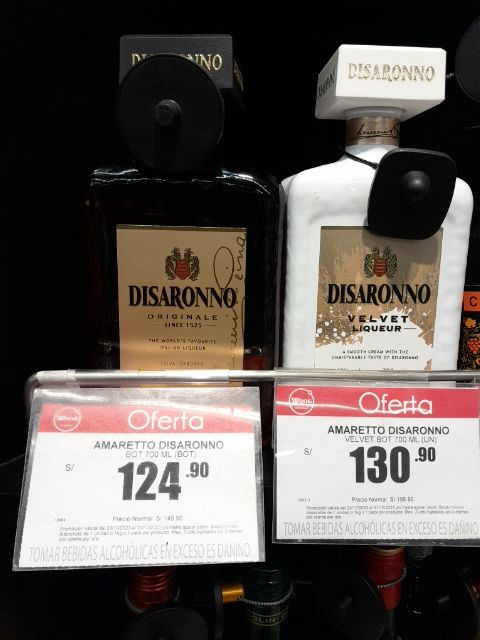 DISARONNO
DISARONNO
DISARONNO
ORIGINALE
SINCE 1525
THE WORLD'S FAVOURITE
ITALIAN LIQUEUR
DISARONNO
VELVET
LIQUEUR
A SMOOTH CREAM WITH THE
UNMISTAKABLE TASTE OF DISARONNO
Wong Oferta
AMARETTO DISARONNO
BOT 700 ML (BOT)
S/ 124.90
Precio Normal: S/ 149.90
TOMAR BEBIDAS ALCOHÓLICAS EN EXCESO ES DAÑINO
Wong Oferta
AMARETTO DISARONNO
VELVET BOT 700 ML (UN)
S/ 130.90
Precio Normal: S/ 156.90
TOMAR BEBIDAS ALCOHÓLICAS EN EXCESO ES DAÑINO